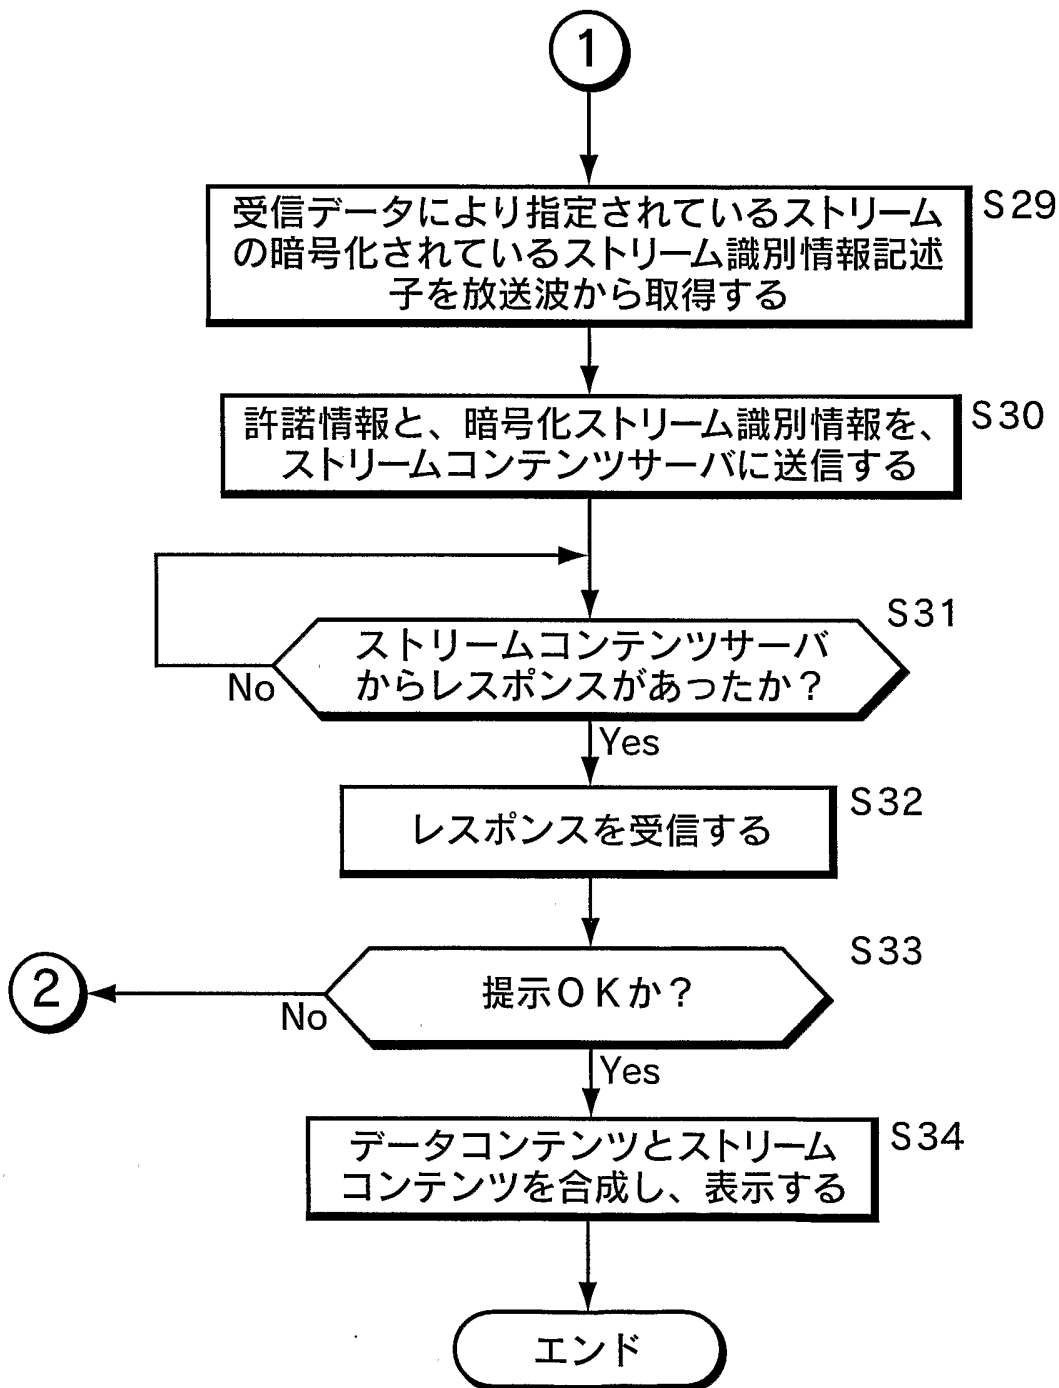 1
受信データにより指定されているストリーム
の暗号化されているストリーム識別情報記述
子を放送波から取得する
S29
許諾情報と、暗号化ストリーム識別情報を、
ストリームコンテンツサーバに送信する
S30
ストリームコンテンツサーバ
からレスポンスがあったか？
S31
No
Yes
レスポンスを受信する
S32
提示ＯＫか？
S33
2
No
Yes
データコンテンツとストリーム
コンテンツを合成し、表示する
S34
エンド